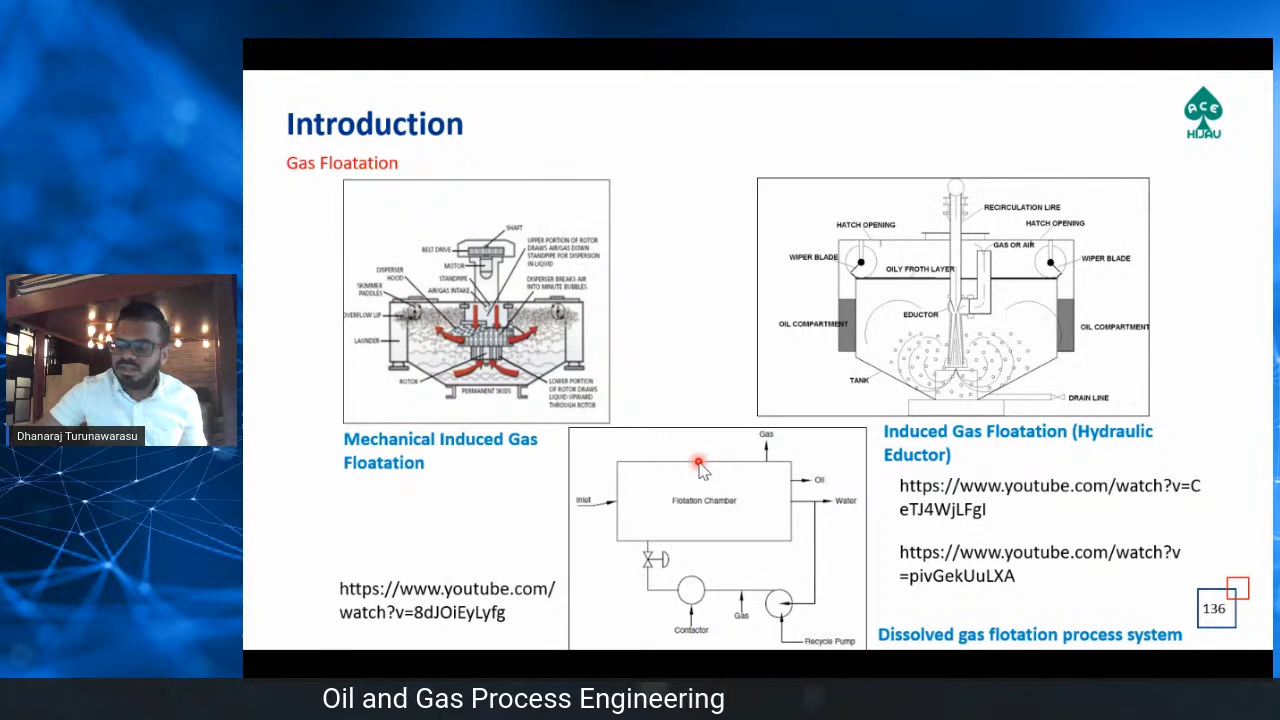 Introduction
Gas Floatation
ACE
HIJAU
SHAFT
BELT DRIVE
UPPER PORTION OF ROTOR
DRAWS AIR/GAS DOWN
STANDPIPE FOR DISPERSION
IN LIQUID
MOTOR
DISPERSER
HOOD
STANDPIPE
DISPERSER BREAKS AIR
INTO MINUTE BUBBLES
SKIMMER
PADDLES
AIR/GAS INTAKE
OVERFLOW LIP
LAUNDER
ROTOR
PERMANENT SKIDS
LOWER PORTION
OF ROTOR DRAWS
LIQUID UPWARD
THROUGH ROTOR
Mechanical Induced Gas
Floatation
RECIRCULATION LIRE
HATCH OPENING
HATCH OPENING
GAS OR AIR
WIPER BLADE
WIPER BLADE
OILY FROTH LAYER
EDUCTOR
OIL COMPARTMENT
OIL COMPARTMENT
TANK
DRAIN LINE
Induced Gas Floatation (Hydraulic
Eductor)
https://www.youtube.com/watch?v=C
eTJ4WjLFgI
https://www.youtube.com/watch?v
=pivGekUuLXA
Gas
Oil
Inlet
Flotation Chamber
Water
Gas
Contactor
Recycle Pump
https://www.youtube.com/
watch?v=8dJOiEyLyfg
Dissolved gas flotation process system
136
Dhanaraj Turunawarasu
Oil and Gas Process Engineering